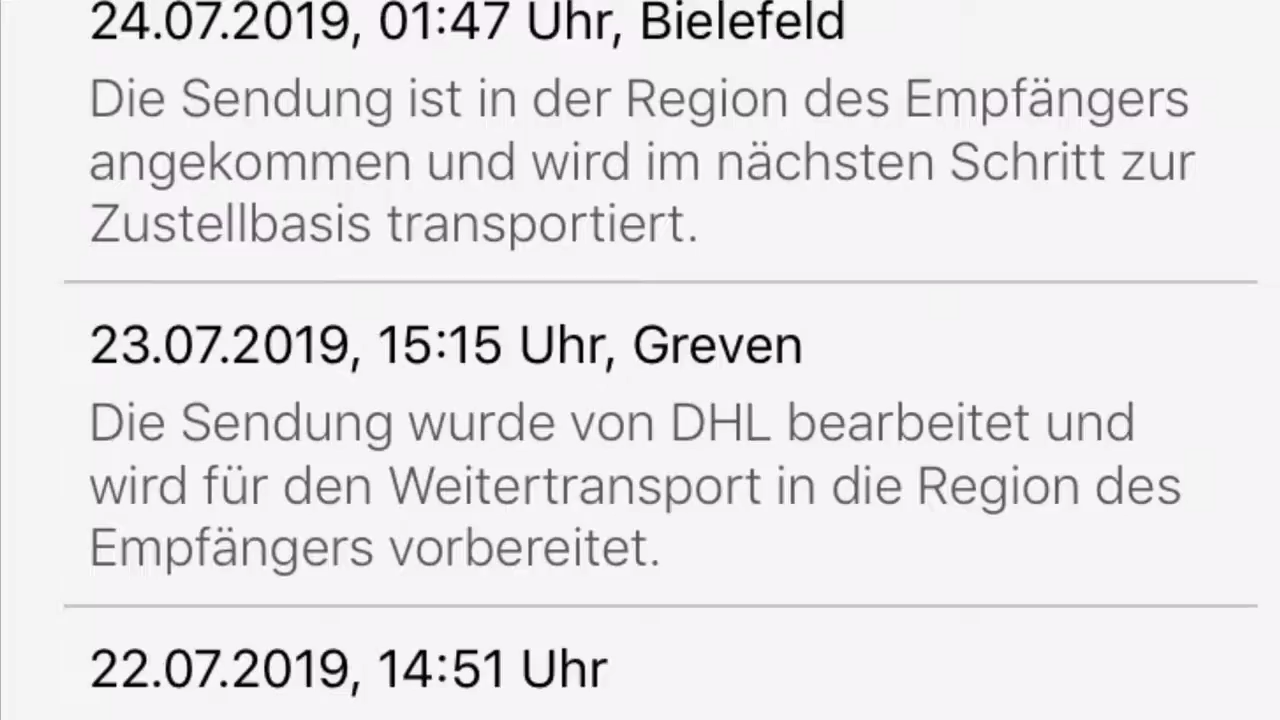 24.07.2019, 01:47 Uhr, Bielefeld
Die Sendung ist in der Region des Empfängers
angekommen und wird im nächsten Schritt zur
Zustellbasis transportiert.
23.07.2019, 15:15 Uhr, Greven
Die Sendung wurde von DHL bearbeitet und
wird für den Weitertransport in die Region des
Empfängers vorbereitet.
22.07.2019, 14:51 Uhr